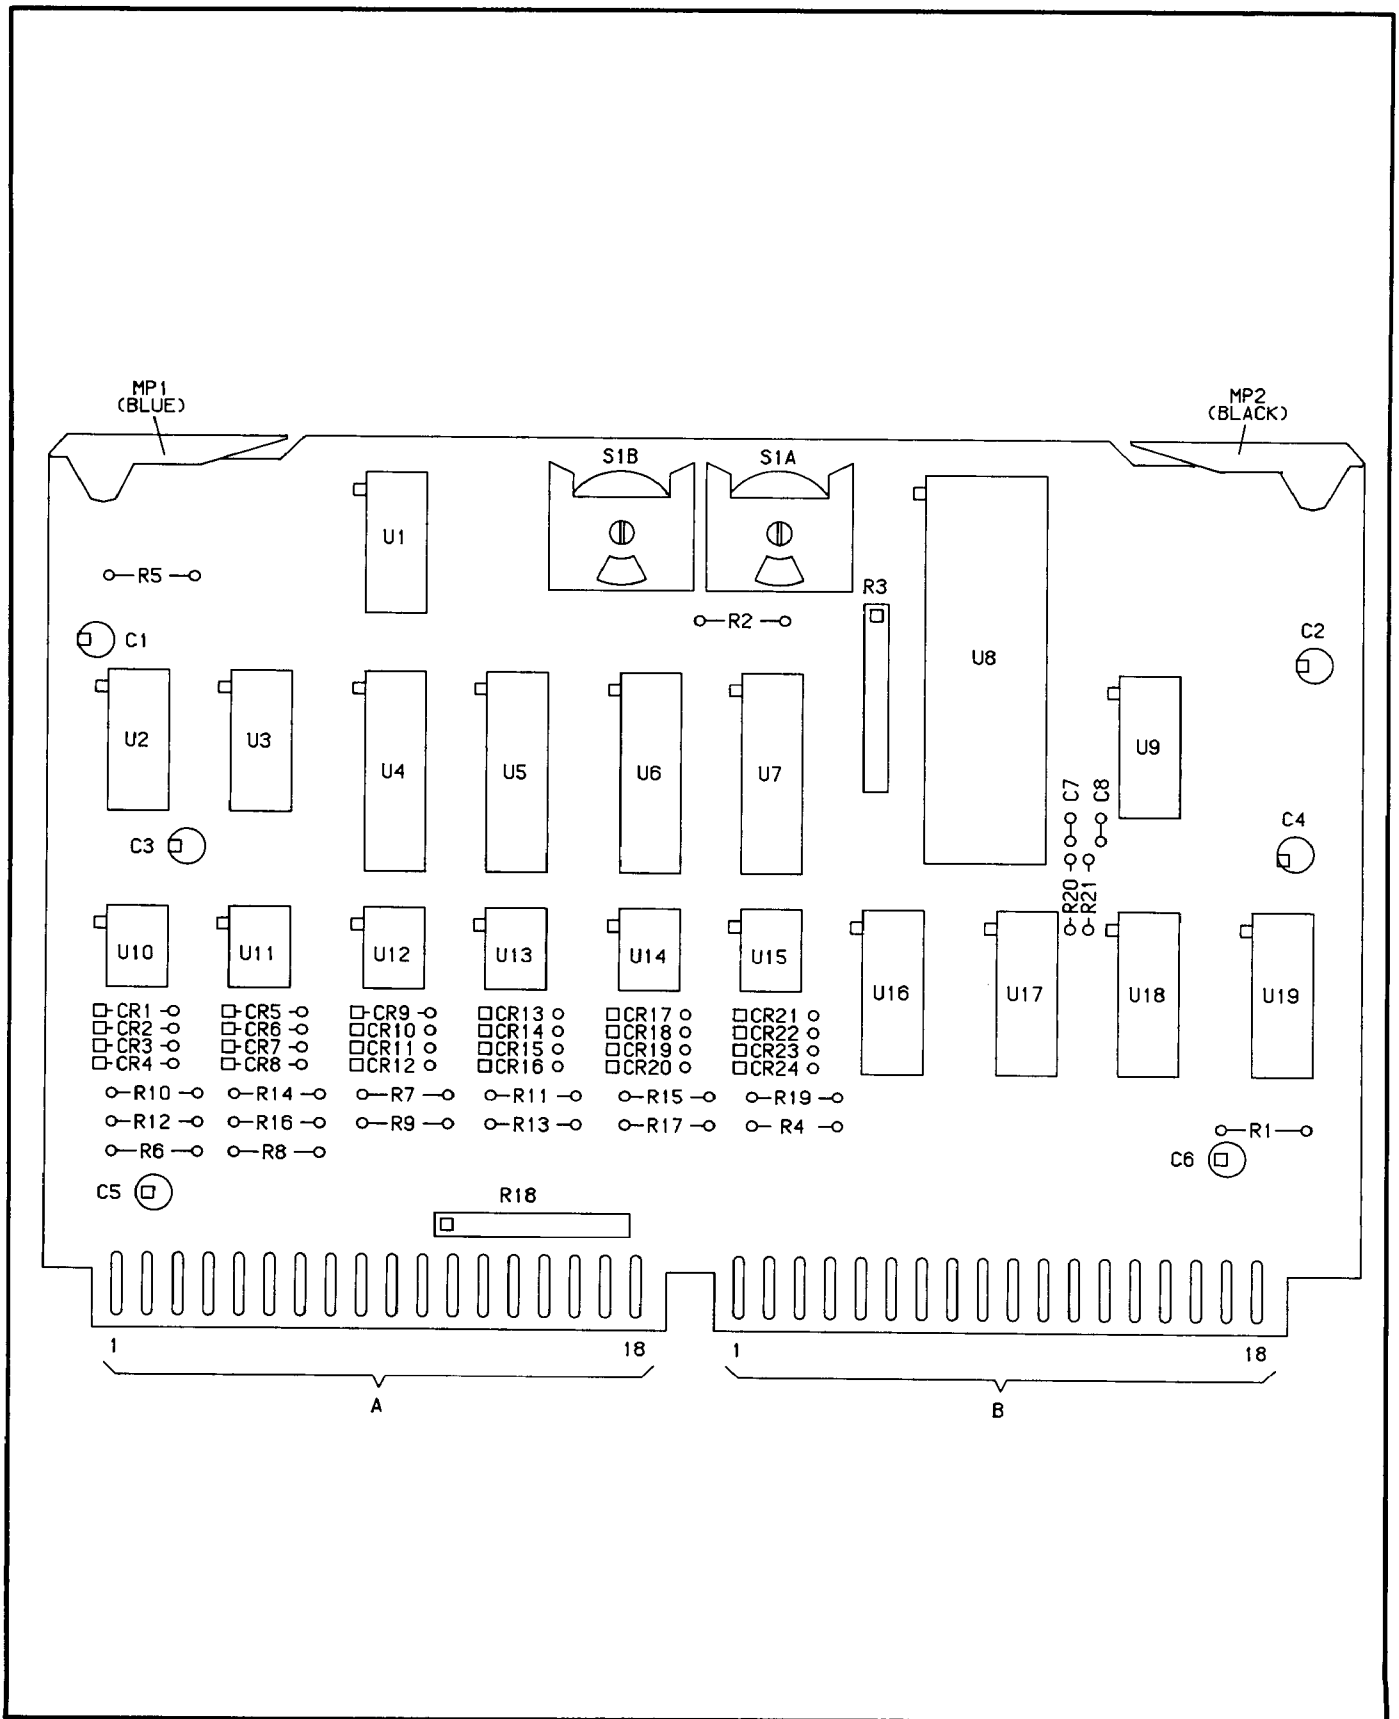 MP1
(BLUE)
MP2
(BLACK)
S1B
S1A
U1
R5
R3
C1
R2
C2
U8
U2
U3
U4
U5
U6
U7
U9
C7
C8
C3
C4
R20
R21
U10
U11
U12
U13
U14
U15
U16
U17
U18
U19
CR1 CR5 CR9 CR13 CR17 CR21
CR2 CR6 CR10 CR14 CR18 CR22
CR3 CR7 CR11 CR15 CR19 CR23
CR4 CR8 CR12 CR16 CR20 CR24
R10 R14 R7 R11 R15 R19
R12 R16 R9 R13 R17 R4 R1
R6 R8
C6
C5
R18
1 18 1 18
A B